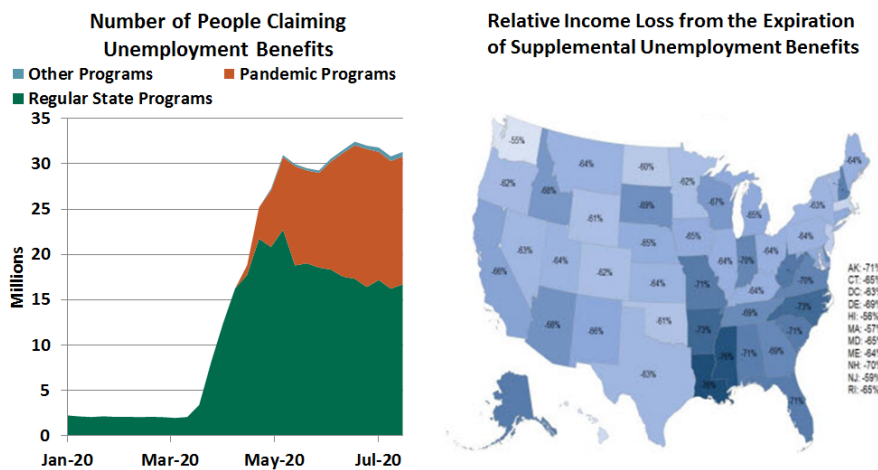 Number of People Claiming
Unemployment Benefits
Other Programs
Pandemic Programs
Regular State Programs
35
30
25
20
15
10
5
0
Millions
Jan-20
Mar-20
May-20
Jul-20
Relative Income Loss from the Expiration
of Supplemental Unemployment Benefits
-55%
-64%
-60%
-62%
-64%
-62%
-68%
-69%
-67%
-65%
-63%
-61%
-65%
-64%
-63%
-64%
-62%
-65%
-64%
-70%
-64%
-66%
-64%
-71%
-64%
-70%
-73%
-68%
-66%
-61%
-73%
-69%
-71%
-63%
-71%
-69%
-71%
AK: -71%
CT: -65%
DC: -63%
DE: -69%
HI: -56%
MA: -57%
MD: -65%
ME: -64%
NH: -70%
NJ: -59%
RI: -65%